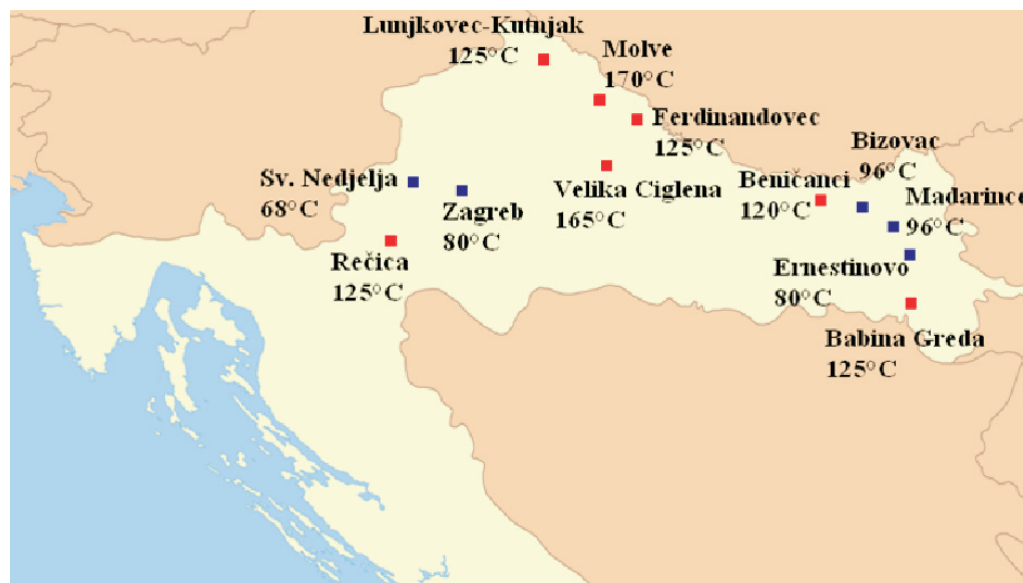 Lunjkovec-Kutnjak
125°C
Molve
170°C
Ferdinandovec
125°C
Bizovac
96°C
Sv. Nedjelja
68°C
Zagreb
80°C
Velika Ciglena
165°C
Beničanci
120°C
Madarince
96°C
Rečica
125°C
Ernestinovo
80°C
Babina Greda
125°C